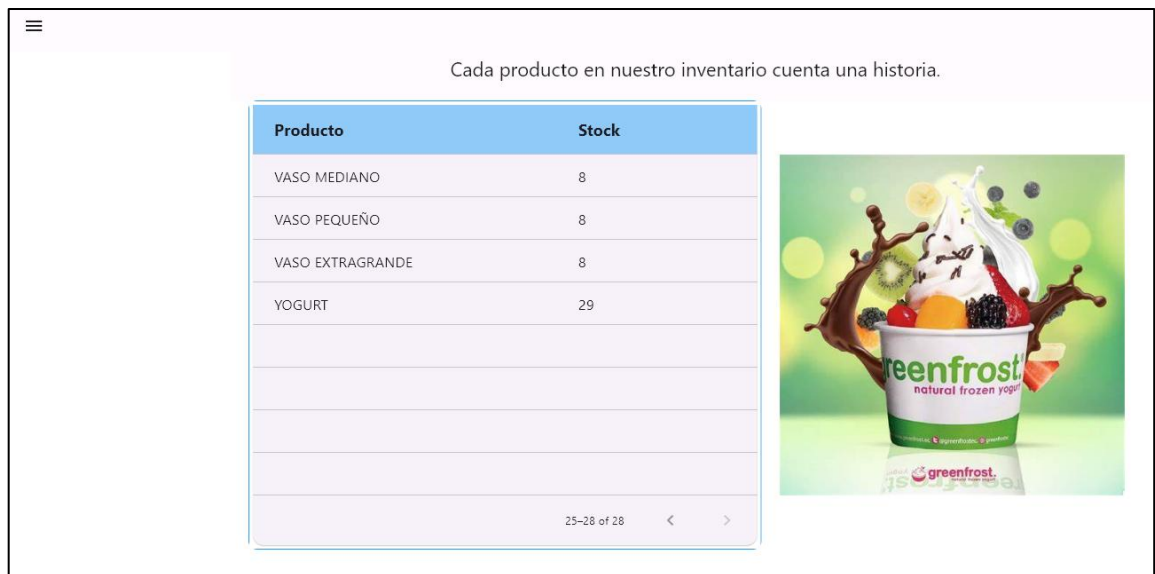 Cada producto en nuestro inventario cuenta una historia.
Producto Stock
VASO MEDIANO 8
VASO PEQUEÑO 8
VASO EXTRAGRANDE 8
YOGURT 29
25–28 of 28
reenfrost.
natural frozen yogurt
greenfrost.